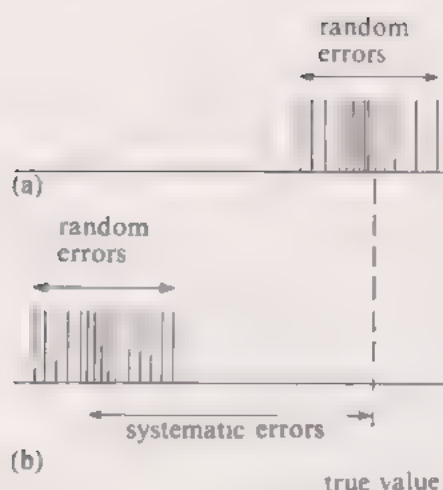 random
errors
(a)
random
errors
systematic errors
(b)
true value